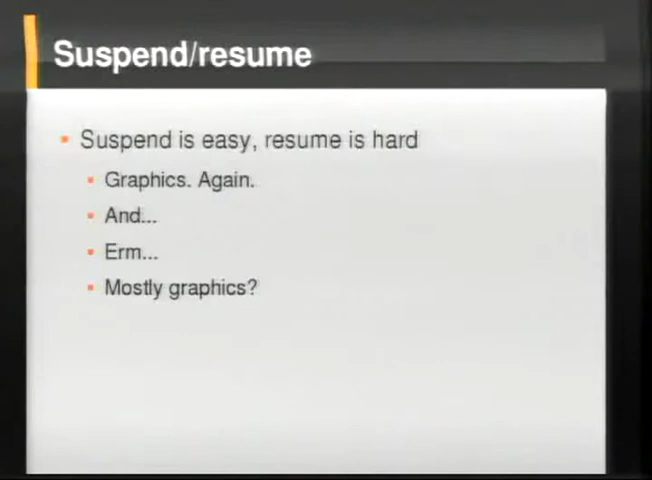 Suspend/resume
Suspend is easy, resume is hard
Graphics. Again.
And...
Erm...
Mostly graphics?